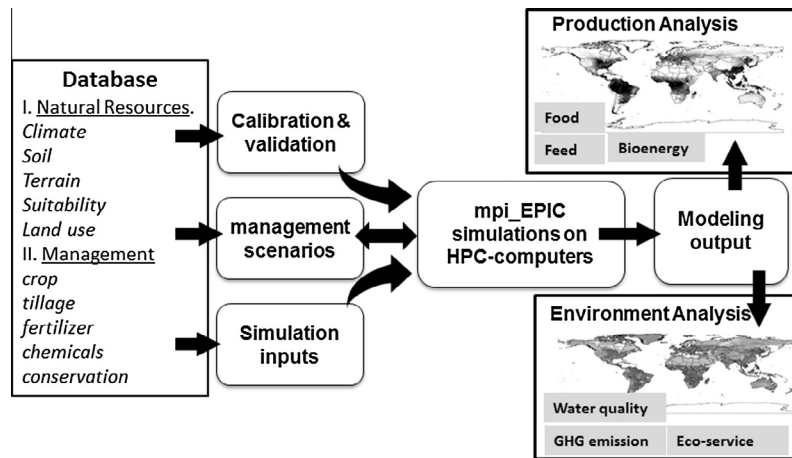 Database
I. Natural Resources.
Climate
Soil
Terrain
Suitability
Land use
II. Management
crop
tillage
fertilizer
chemicals
conservation
Calibration &
validation
management
scenarios
Simulation
inputs
mpi_EPIC
simulations on
HPC-computers
Modeling
output
Production Analysis
Food
Feed
Bioenergy
Environment Analysis
Water quality
GHG emission
Eco-service